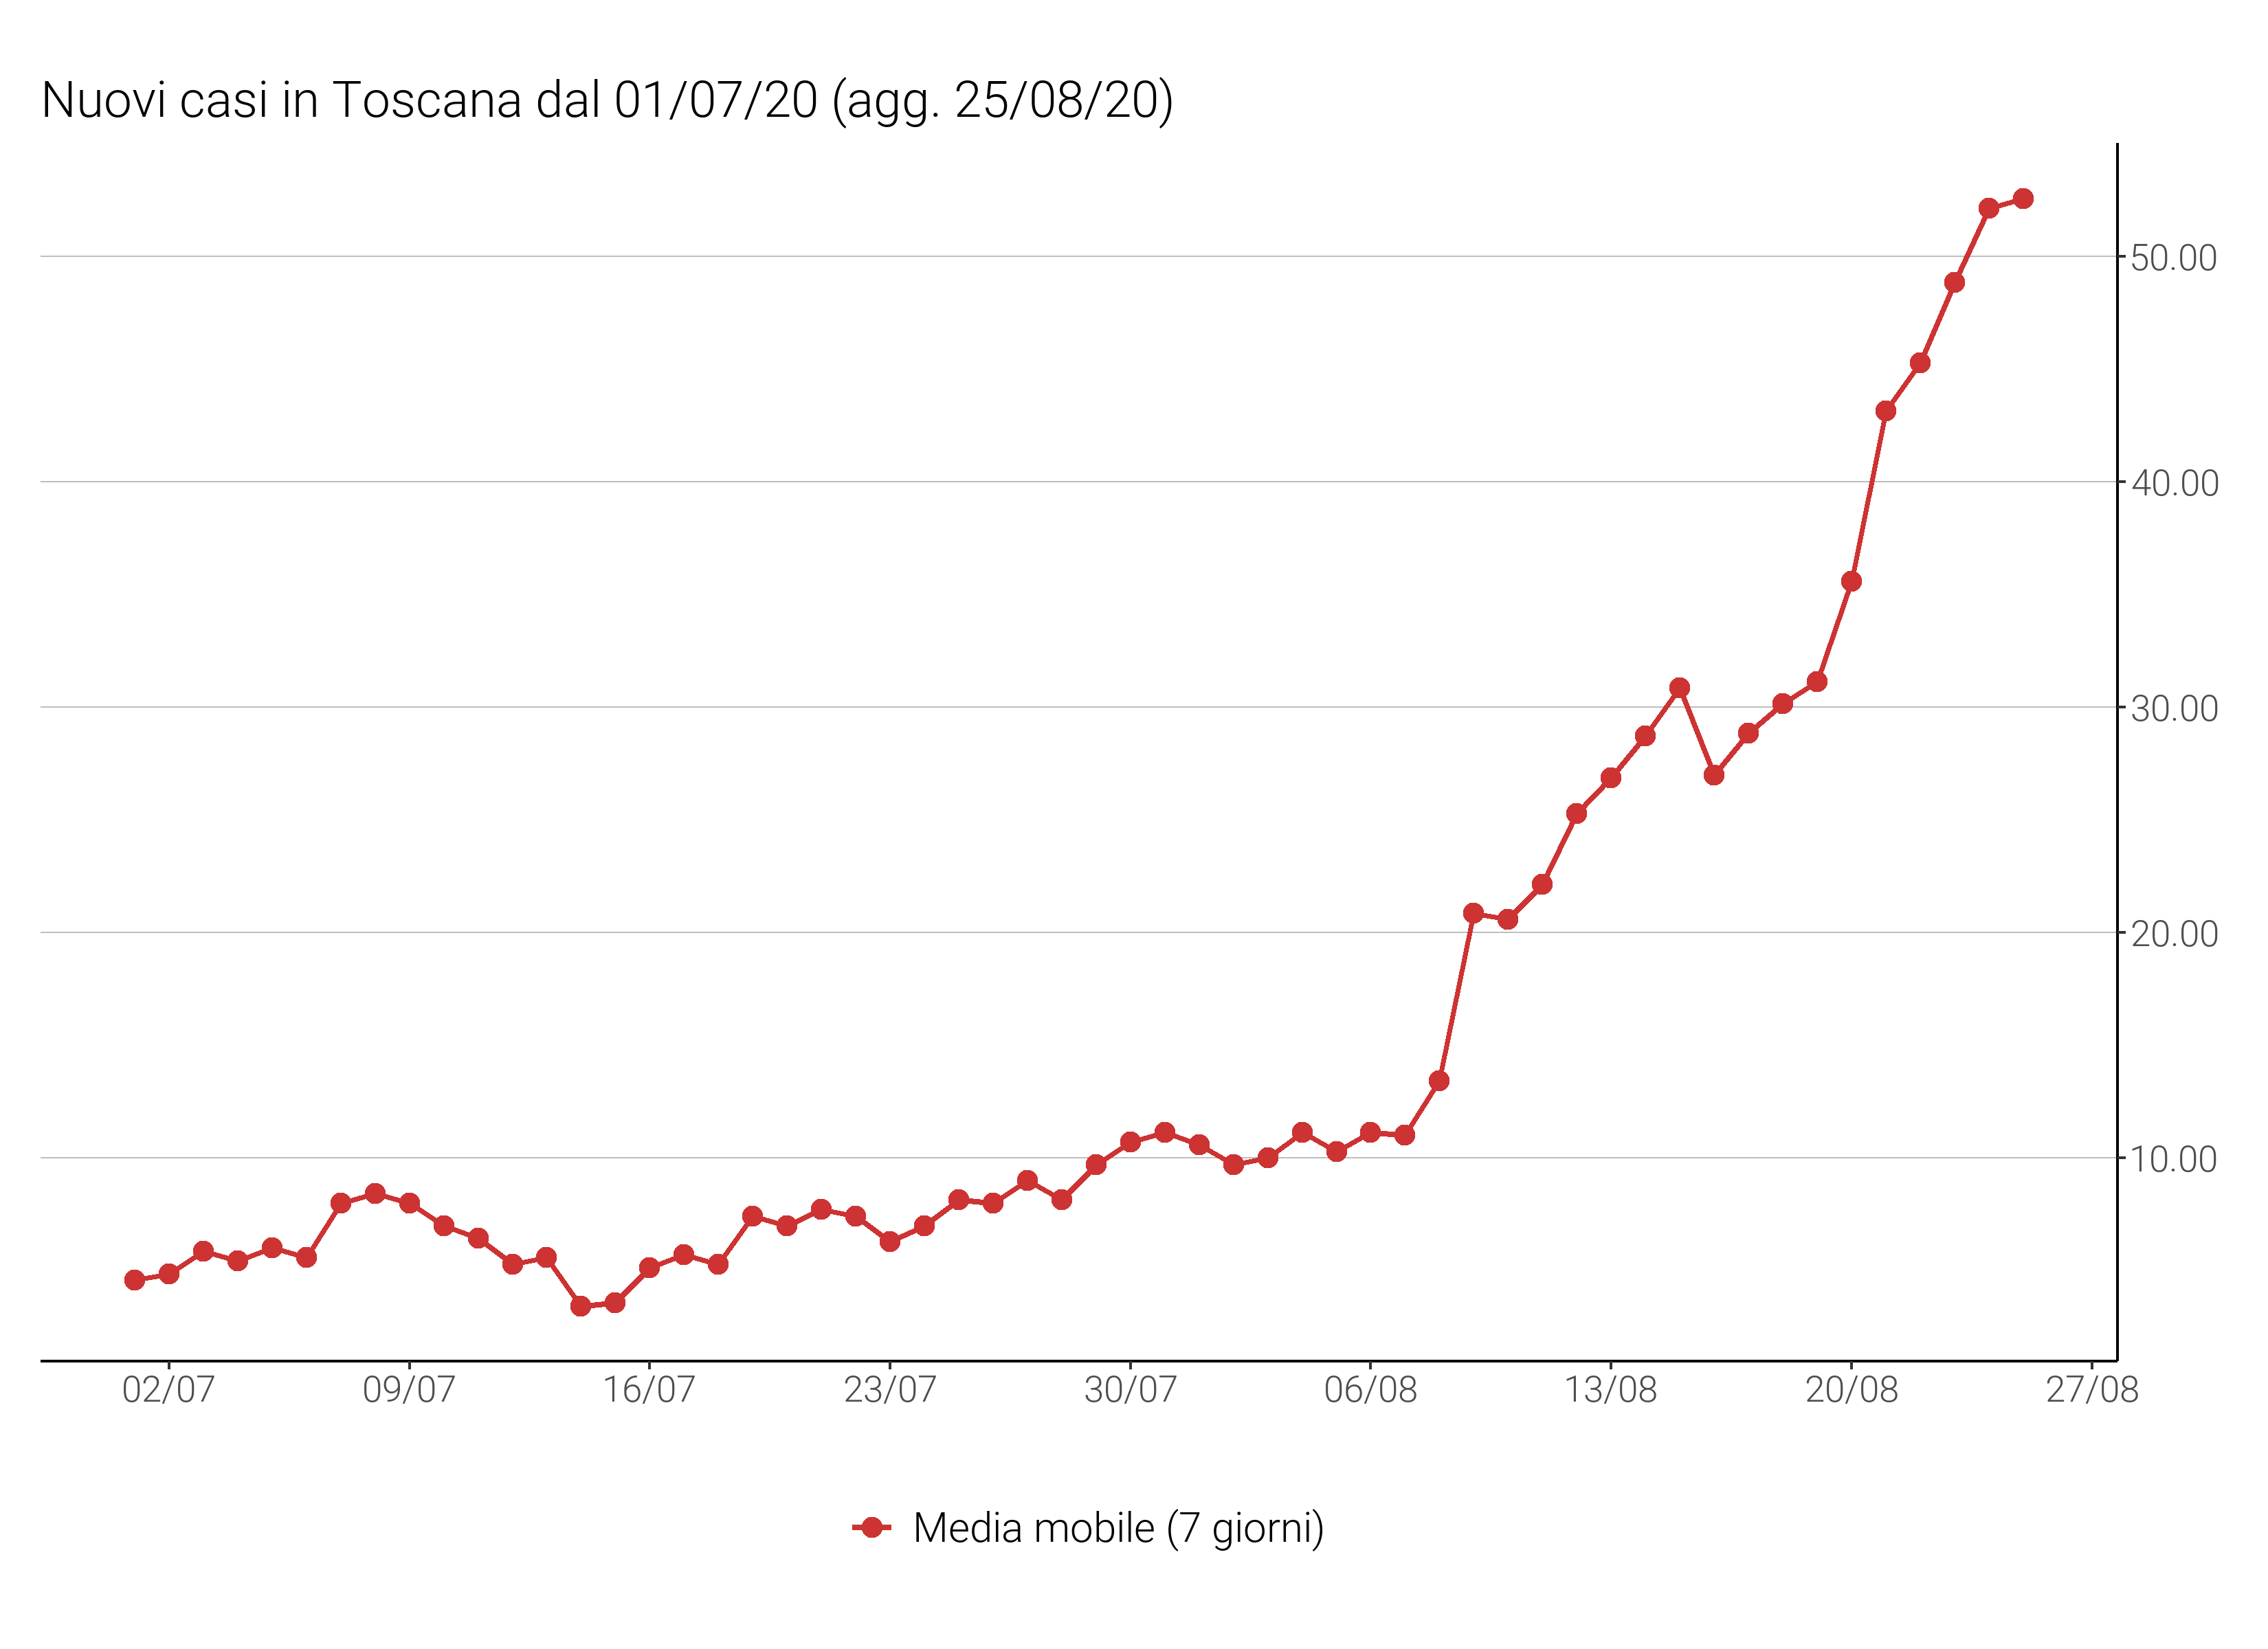 Nuovi casi in Toscana dal 01/07/20 (agg. 25/08/20)
50.00
40.00
30.00
20.00
10.00
02/07 09/07 16/07 23/07 30/07 06/08 13/08 20/08 27/08
Media mobile (7 giorni)